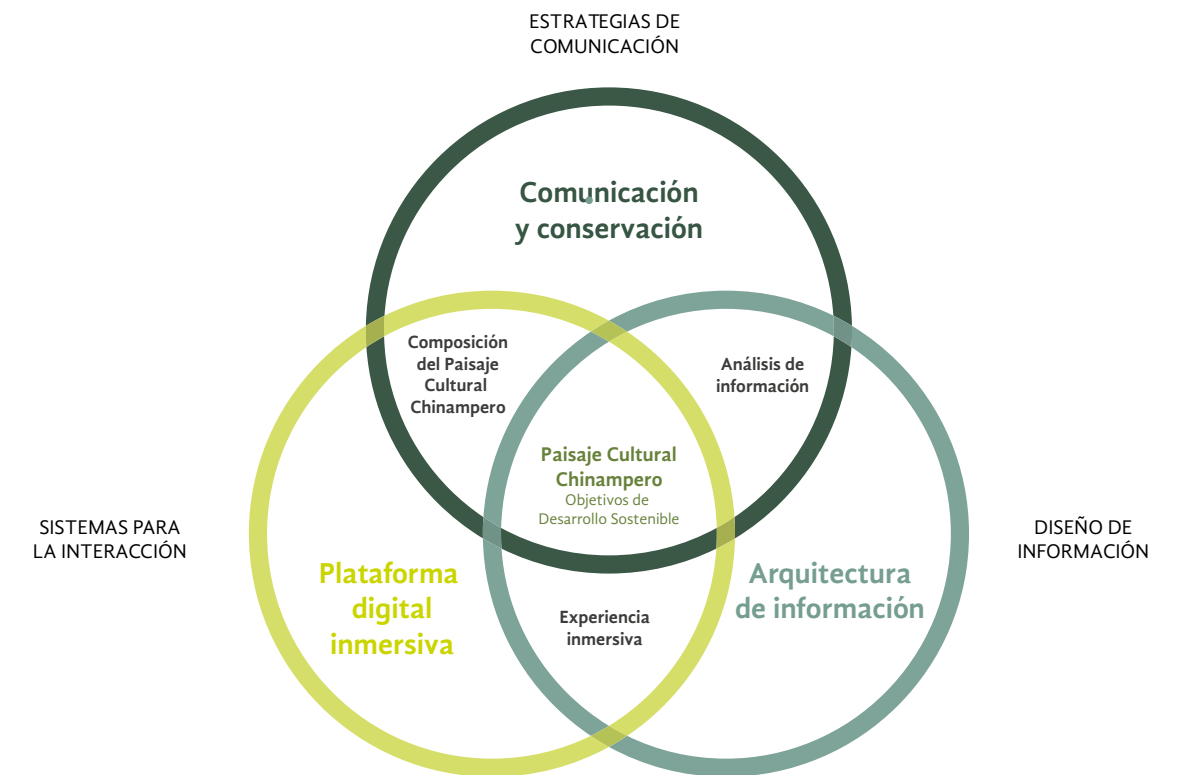 ESTRATEGIAS DE
COMUNICACIÓN
Comunicación
y conservación
Composición
del Paisaje
Cultural
Chinampero
Análisis de
información
Paisaje Cultural
Chinampero
Objetivos de
Desarrollo Sostenible
SISTEMAS PARA
LA INTERACCIÓN
DISEÑO DE
INFORMACIÓN
Plataforma
digital
inmersiva
Arquitectura
de información
Experiencia
inmersiva